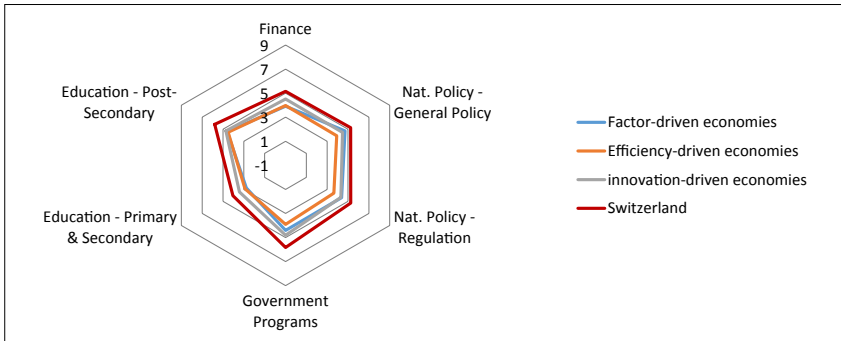 Finance
9
7
5
3
1
-1
Nat. Policy -
General Policy
Nat. Policy -
Regulation
Government
Programs
Education - Primary
& Secondary
Education - Post-
Secondary
Factor-driven economies
Efficiency-driven economies
innovation-driven economies
Switzerland